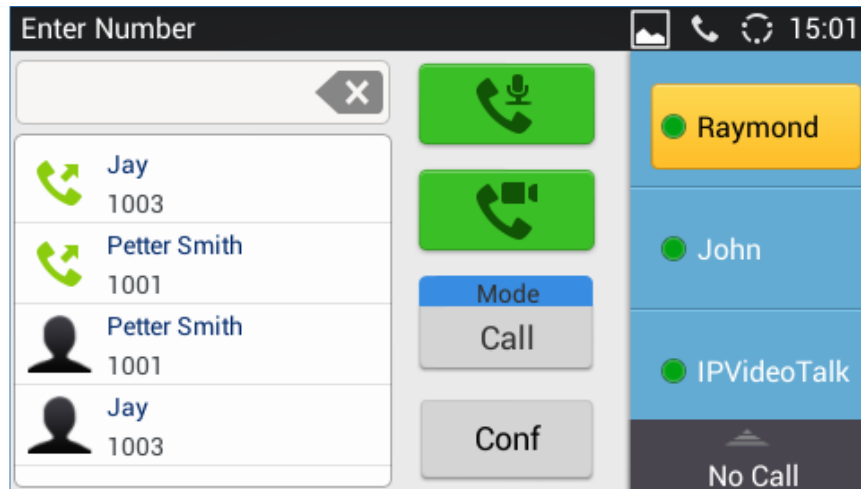 Enter Number
15:01
Jay
1003
Petter Smith
1001
Petter Smith
1001
Jay
1003
Mode
Call
Conf
Raymond
John
IPVideoTalk
No Call